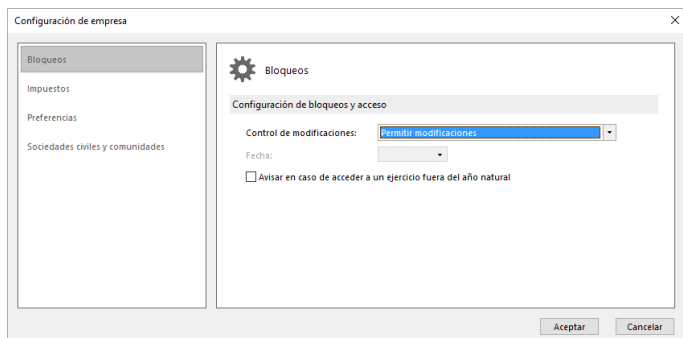 Configuración de empresa
Bloqueos
Impuestos
Preferencias
Sociedades civiles y comunidades
Bloqueos
Configuración de bloqueos y acceso
Control de modificaciones: Permitir modificaciones
Fecha:
Avisar en caso de acceder a un ejercicio fuera del año natural
Aceptar Cancelar